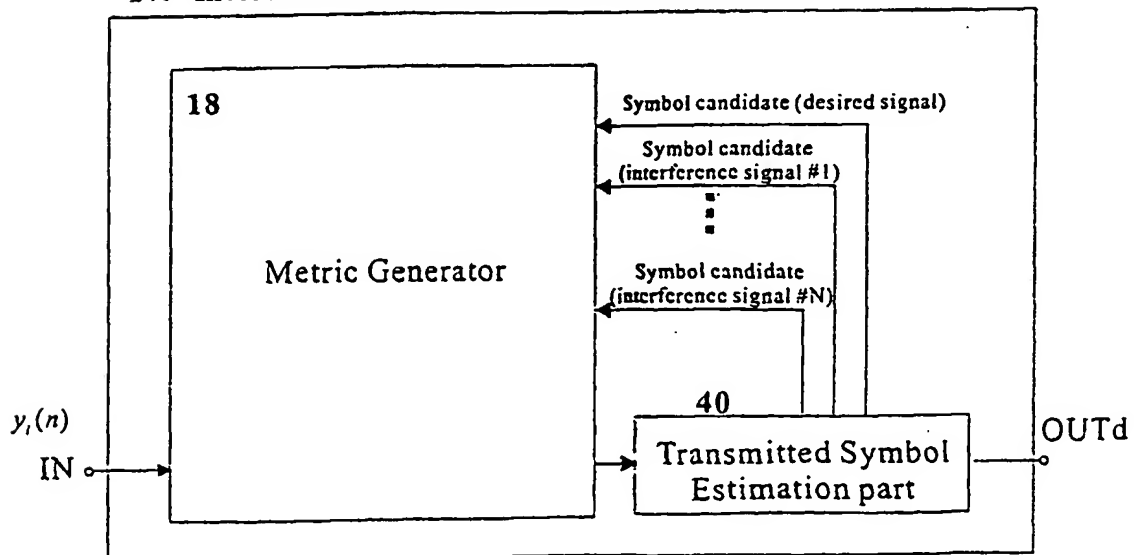 18
Symbol candidate (desired signal)
Symbol candidate
(interference signal #1)
Metric Generator
Symbol candidate
(interference signal #N)
40
y_i(n)
IN
Transmitted Symbol
Estimation part
OUTd